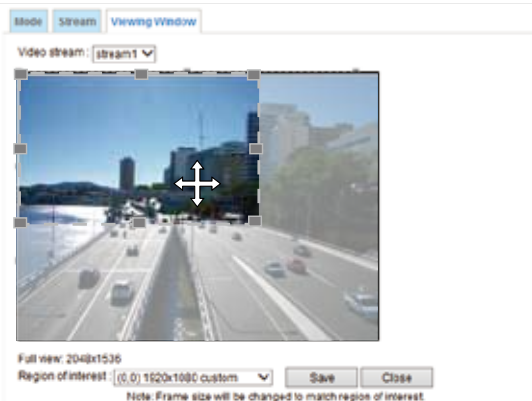 Mode Stream Viewing Window
Video stream : stream1
Full view: 2048x1536
Region of interest : (0,0) 1920x1080 custom Save Close
Note: Frame size will be changed to match region of interest.